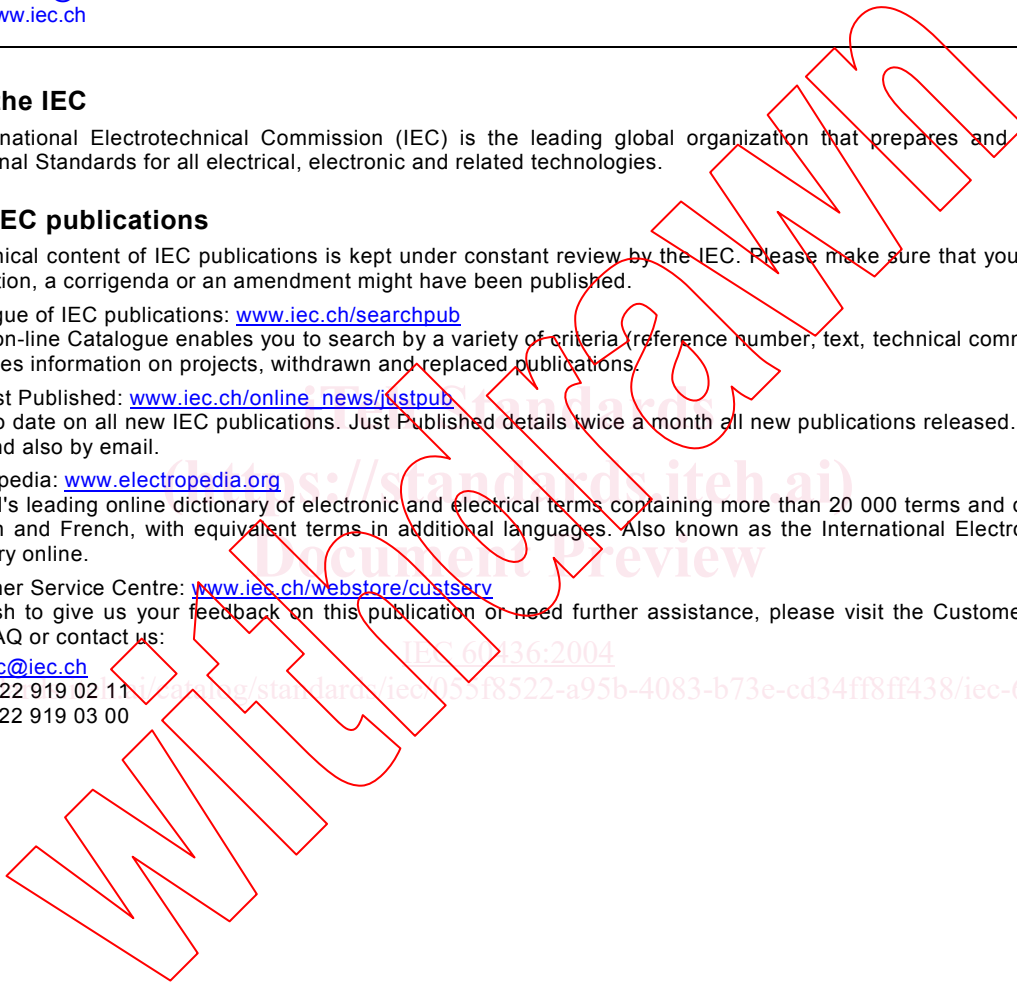 ww.iec.ch
the IEC
national Electrotechnical Commission (IEC) is the leading global organization that prepares and
nal Standards for all electrical, electronic and related technologies.
EC publications
nical content of IEC publications is kept under constant review by the IEC. Please make sure that you
tion, a corrigenda or an amendment might have been published.
gue of IEC publications: www.iec.ch/searchpub
on-line Catalogue enables you to search by a variety of criteria (reference number, text, technical comm
es information on projects, withdrawn and replaced publications.
iTeh Standards
st Published: www.iec.ch/online_news/justpub
o date on all new IEC publications. Just Published details twice a month all new publications released.
nd also by email.
(https://standards.iteh.ai)
pedia: www.electropedia.org
d's leading online dictionary of electronic and electrical terms containing more than 20 000 terms and
n and French, with equivalent terms in additional languages. Also known as the International Electro
ry online.
Document Preview
mer Service Centre: www.iec.ch/webstore/custserv
sh to give us your feedback on this publication or need further assistance, please visit the Custome
AQ or contact us:
IEC 60436:2004
c@iec.ch
22 919 02 11
/catalog/standards/iec/055f8522-a95b-4083-b73e-cd34ff8ff438/iec-6
22 919 03 00
withdrawn